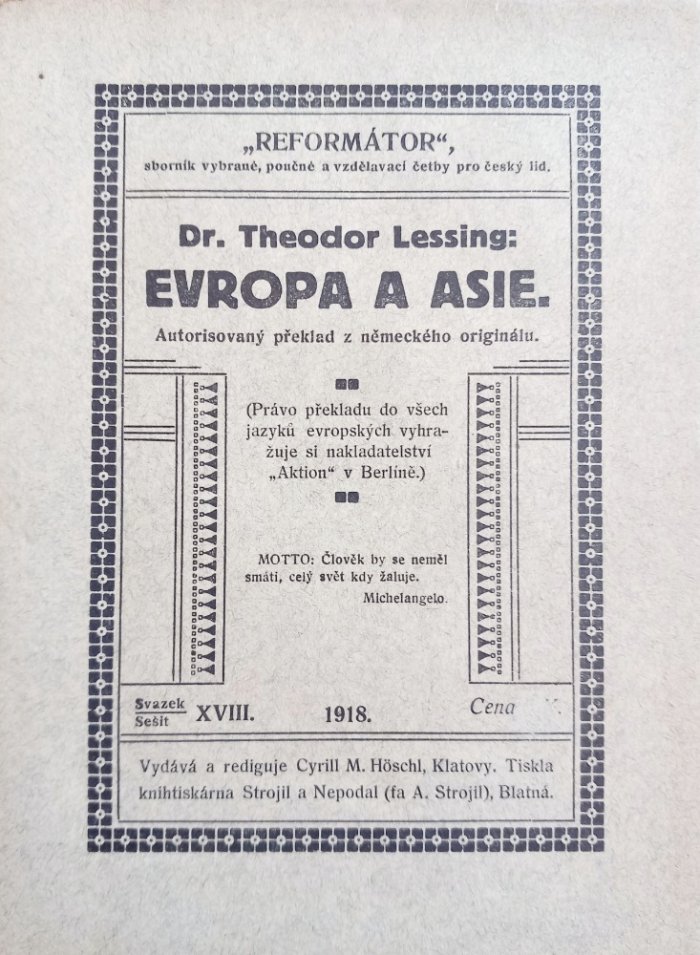 „REFORMÁTOR“,
sborník vybrané, poučné a vzdělavací četby pro český lid.
Dr. Theodor Lessing:
EVROPA A ASIE.
Autorisovaný překlad z německého originálu.
(Právo překladu do všech
jazyků evropských vyhra-
žuje si nakladatelství
„Aktion“ v Berlíně.)
MOTTO: Člověk by se neměl
smáti, celý svět kdy žaluje.
Michelangelo.
Svazek
Sešit XVIII. 1918. Cena
Vydává a rediguje Cyrill M. Höschl, Klatovy. Tiskla
knihtiskárna Strojil a Nepodal (fa A. Strojil), Blatná.